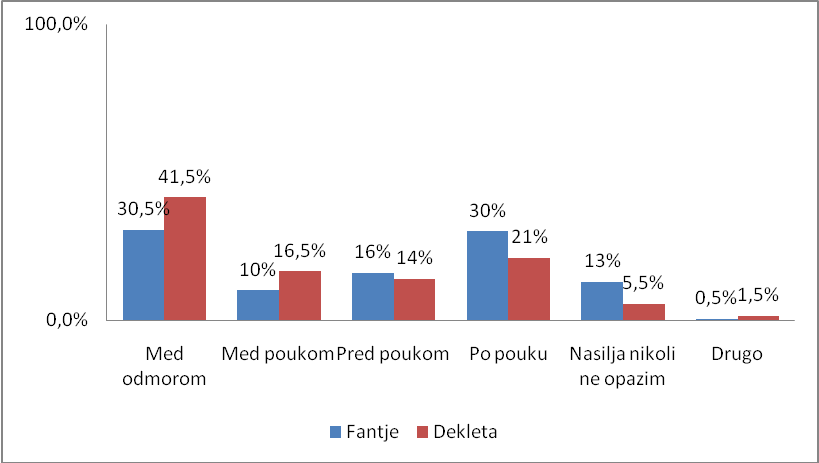 100,0%
41,5%
30,5%
30%
21%
16,5%
16%
14%
13%
10%
5,5%
0,5%
1,5%
0,0%
Med odmorom
Med poukom
Pred poukom
Po pouku
Nasilja nikoli ne opazim
Drugo
Fantje
Dekleta